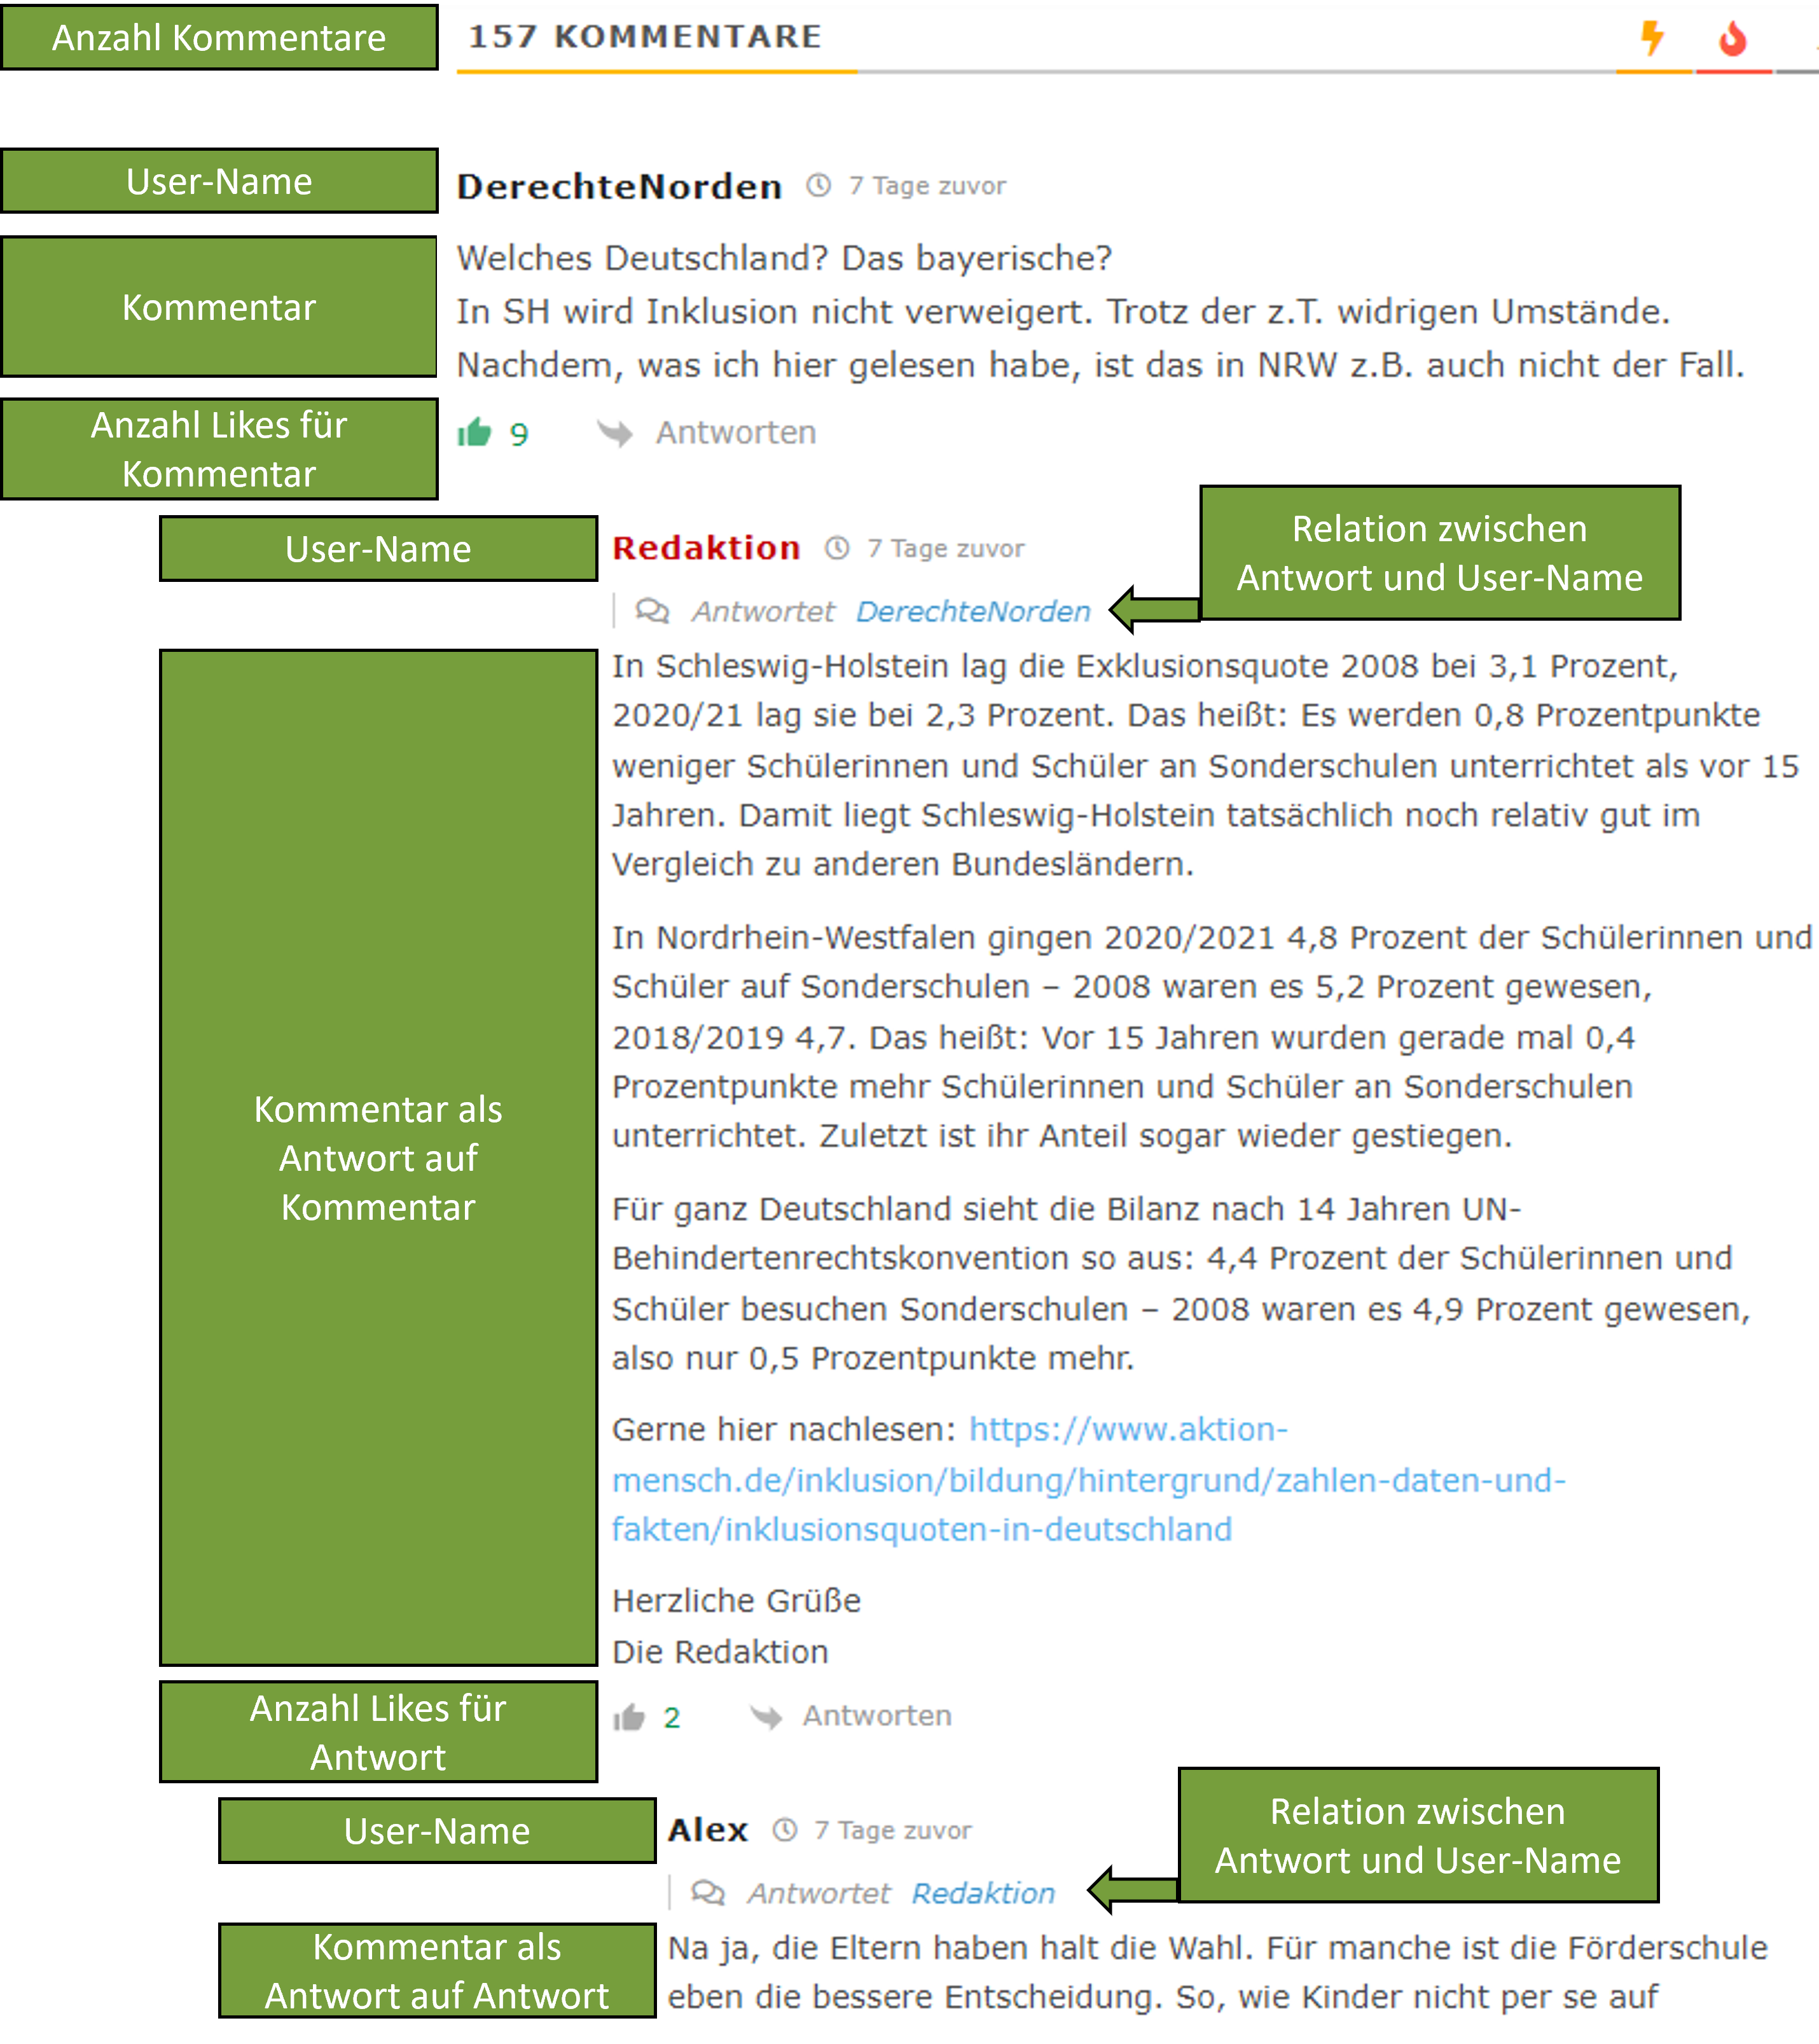 Anzahl Kommentare
157 KOMMENTARE
User-Name
DerechteNorden 7 Tage zuvor
Kommentar
Welches Deutschland? Das bayerische?
In SH wird Inklusion nicht verweigert. Trotz der z.T. widrigen Umstände.
Nachdem, was ich hier gelesen habe, ist das in NRW z.B. auch nicht der Fall.
Anzahl Likes für
Kommentar
9 Antworten
User-Name
Redaktion 7 Tage zuvor
Relation zwischen
Antwort und User-Name
Antwortet DerechteNorden
Kommentar als
Antwort auf
Kommentar
In Schleswig-Holstein lag die Exklusionsquote 2008 bei 3,1 Prozent,
2020/21 lag sie bei 2,3 Prozent. Das heißt: Es werden 0,8 Prozentpunkte
weniger Schülerinnen und Schüler an Sonderschulen unterrichtet als vor 15
Jahren. Damit liegt Schleswig-Holstein tatsächlich noch relativ gut im
Vergleich zu anderen Bundesländern.
In Nordrhein-Westfalen gingen 2020/2021 4,8 Prozent der Schülerinnen und
Schüler auf Sonderschulen – 2008 waren es 5,2 Prozent gewesen,
2018/2019 4,7. Das heißt: Vor 15 Jahren wurden gerade mal 0,4
Prozentpunkte mehr Schülerinnen und Schüler an Sonderschulen
unterrichtet. Zuletzt ist ihr Anteil sogar wieder gestiegen.
Für ganz Deutschland sieht die Bilanz nach 14 Jahren UN-
Behindertenrechtskonvention so aus: 4,4 Prozent der Schülerinnen und
Schüler besuchen Sonderschulen – 2008 waren es 4,9 Prozent gewesen,
also nur 0,5 Prozentpunkte mehr.
Gerne hier nachlesen: https://www.aktion-
mensch.de/inklusion/bildung/hintergrund/zahlen-daten-und-
fakten/inklusionsquoten-in-deutschland
Herzliche Grüße
Die Redaktion
Anzahl Likes für
Antwort
2 Antworten
User-Name
Alex 7 Tage zuvor
Relation zwischen
Antwort und User-Name
Antwortet Redaktion
Kommentar als
Antwort auf Antwort
Na ja, die Eltern haben halt die Wahl. Für manche ist die Förderschule
eben die bessere Entscheidung. So, wie Kinder nicht per se auf